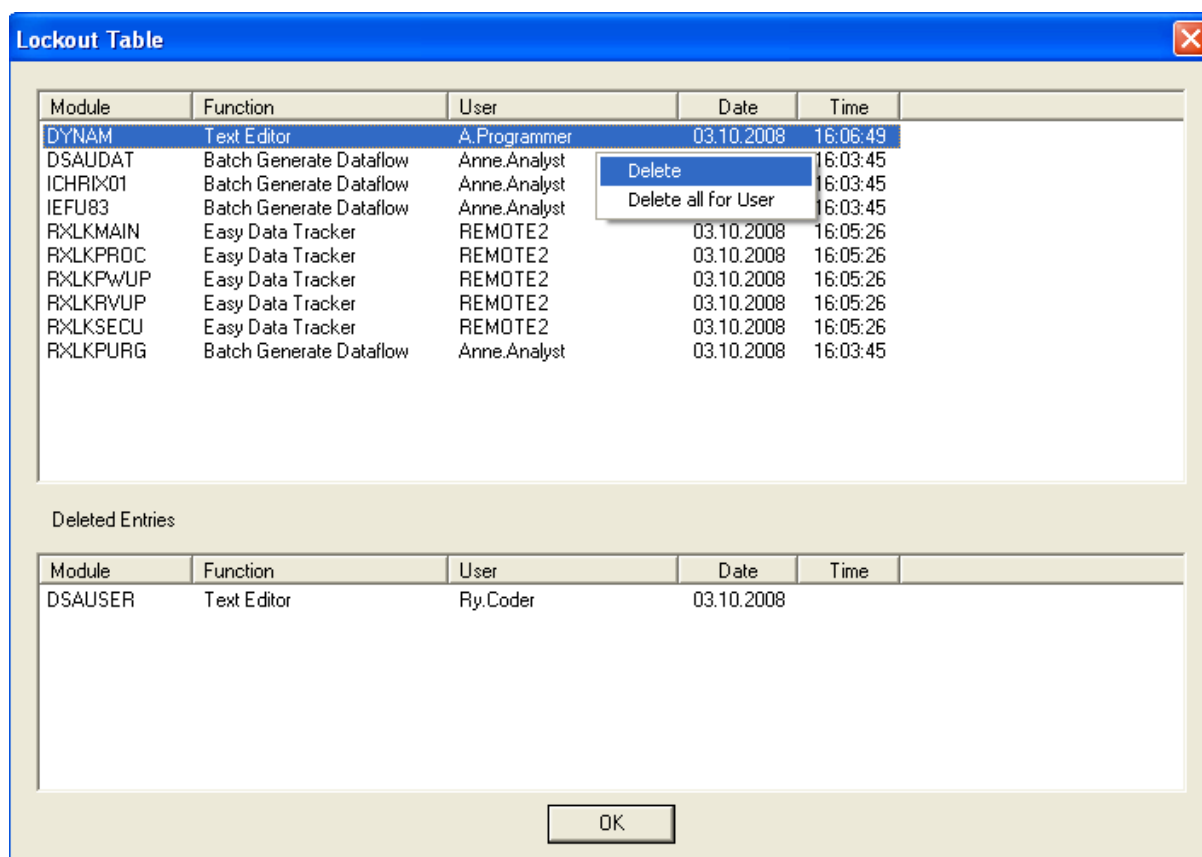 Lockout Table
Module Function User Date Time
DYNAM Text Editor A.Programmer 03.10.2008 16:06:49
DSAUDAT Batch Generate Dataflow Anne.Analyst 16:03:45
Delete
ICHRIX01 Batch Generate Dataflow Anne.Analyst 16:03:45
Delete all for User
IEFU83 Batch Generate Dataflow Anne.Analyst 16:03:45
RXLKMAIN Easy Data Tracker REMOTE2 03.10.2008 16:05:26
RXLKPROC Easy Data Tracker REMOTE2 03.10.2008 16:05:26
RXLKPWUP Easy Data Tracker REMOTE2 03.10.2008 16:05:26
RXLKRVUP Easy Data Tracker REMOTE2 03.10.2008 16:05:26
RXLKSECU Easy Data Tracker REMOTE2 03.10.2008 16:05:26
RXLKPURG Batch Generate Dataflow Anne.Analyst 03.10.2008 16:03:45
Deleted Entries
Module Function User Date Time
DSAUSER Text Editor Ry.Coder 03.10.2008
OK